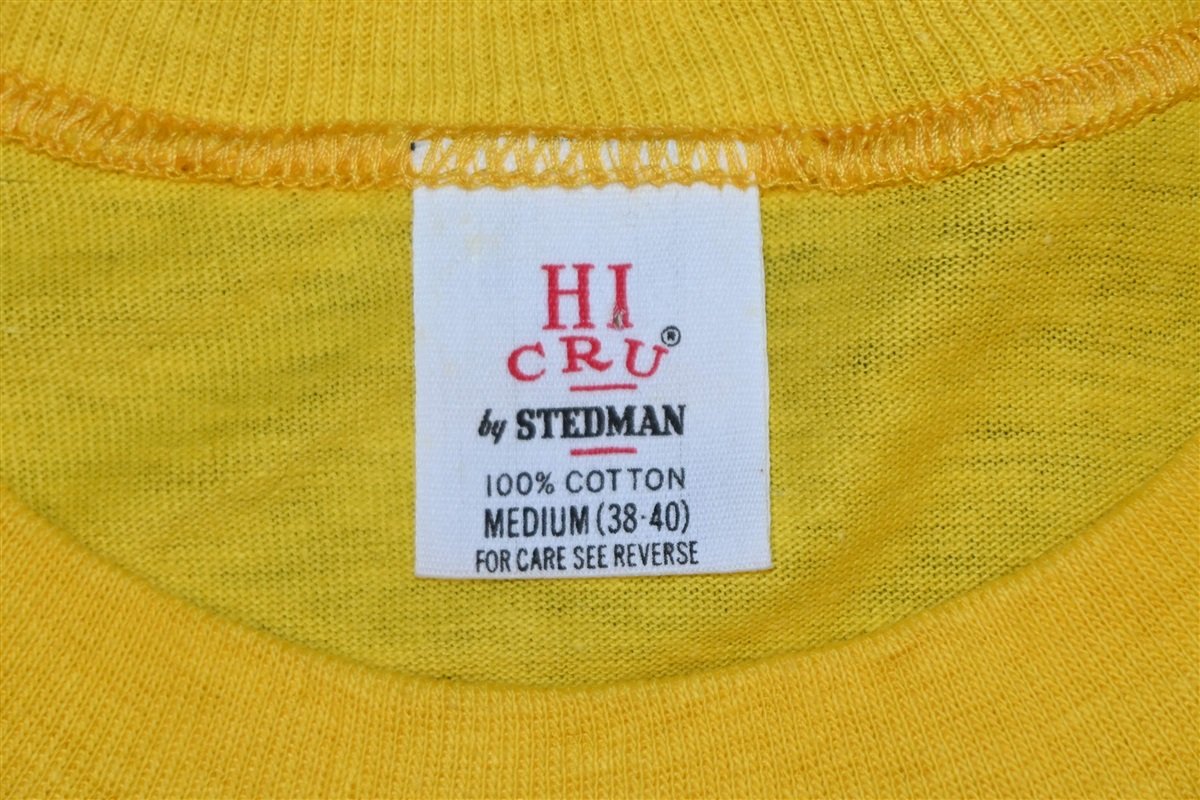 HI
CRU®
by STEDMAN
100% COTTON
MEDIUM (38-40)
FOR CARE SEE REVERSE